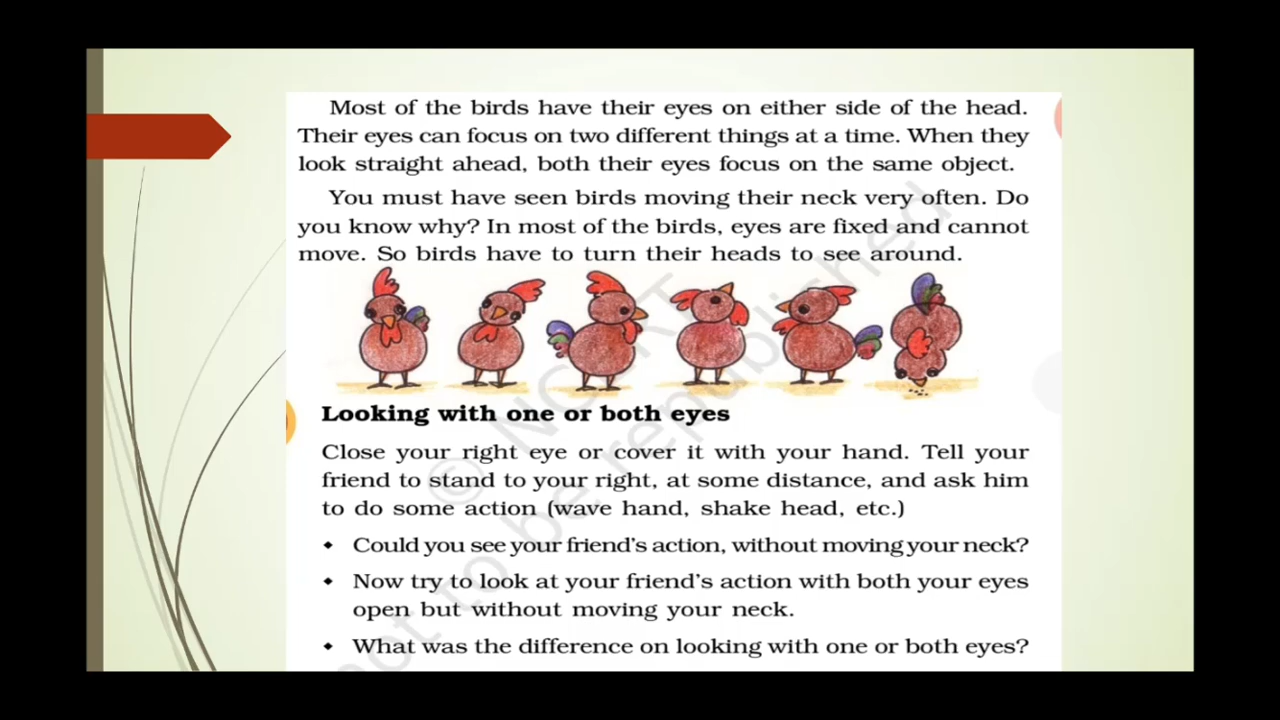 Most of the birds have their eyes on either side of the head.
Their eyes can focus on two different things at a time. When they
look straight ahead, both their eyes focus on the same object.
You must have seen birds moving their neck very often. Do
you know why? In most of the birds, eyes are fixed and cannot
move. So birds have to turn their heads to see around.
Looking with one or both eyes
Close your right eye or cover it with your hand. Tell your
friend to stand to your right, at some distance, and ask him
to do some action (wave hand, shake head, etc.)
• Could you see your friend's action, without moving your neck?
• Now try to look at your friend's action with both your eyes
open but without moving your neck.
• What was the difference on looking with one or both eyes?
© NCERT
not to be republished